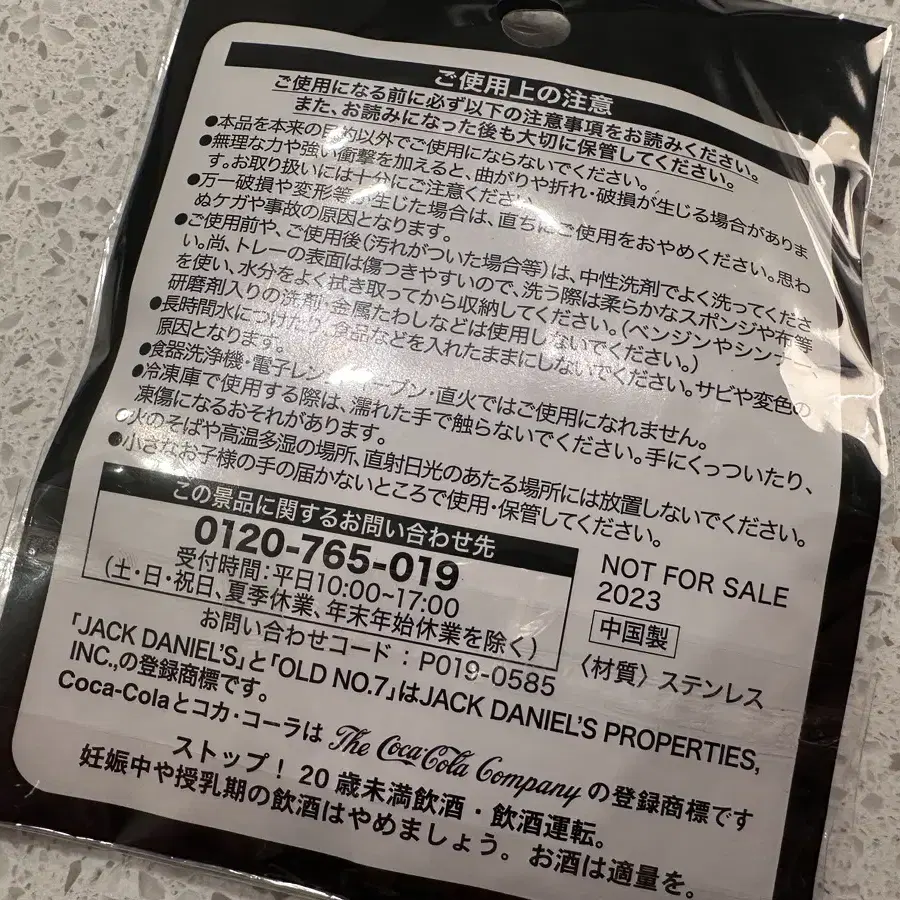 ご使用上の注意
ご使用になる前に必ず以下の注意事項をお読みください。
また、お読みになった後も大切に保管してください。
●本品を本来の目的以外でご使用にならないでください。
●無理な力や強い衝撃を加えると、曲がりや折れ・破損が生じる場合がありま
す。お取り扱いには十分にご注意ください。
●万一破損や変形等が生じた場合は、直ちにご使用をおやめください。思わ
ぬケガや事故の原因となります。
●ご使用前や、ご使用後(汚れがついた場合等)は、中性洗剤でよく洗ってくださ
い。尚、トレーの表面は傷つきやすいので、洗う際は柔らかなスポンジや布等
を使い、水分をよく拭き取ってから収納してください。(ベンジンやシンナー、
研磨剤入りの洗剤、金属たわしなどは使用しないでください。)
●長時間水につけたり、食品などを入れたままにしないでください。サビや変色の
原因となります。
●食器洗浄機・電子レンジ・オーブン・直火ではご使用になれません。
●冷凍庫で使用する際は、濡れた手で触らないでください。手にくっついたり、
凍傷になるおそれがあります。
●火のそばや高温多湿の場所、直射日光のあたる場所には放置しないでください。
●小さなお子様の手の届かないところで使用・保管してください。
この景品に関するお問い合わせ先
0120-765-019
受付時間:平日10:00~17:00
(土・日・祝日、夏季休業、年末年始休業を除く)
お問い合わせコード:P019-0585
NOT FOR SALE
2023
中国製
〈材質〉ステンレス
「JACK DANIEL'S」と「OLD NO.7」はJACK DANIEL'S PROPERTIES,
INC.,の登録商標です。
Coca-Colaとコカ・コーラは The Coca-Cola Company の登録商標です
ストップ! 20歳未満飲酒・飲酒運転。
妊娠中や授乳期の飲酒はやめましょう。お酒は適量を。